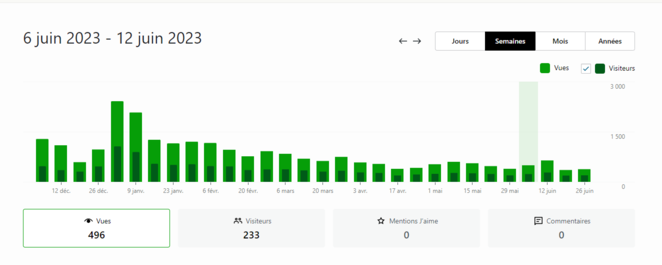 6 juin 2023 - 12 juin 2023
Jours Semaines Mois Années
Vues Visiteurs
3 000
1 500
0
12 déc. 26 déc. 9 janv. 23 janv. 6 févr. 20 févr. 6 mars 20 mars 3 avr. 17 avr. 1 mai 15 mai 29 mai 12 juin 26 juin
Vues Visiteurs Mentions J'aime Commentaires
496 233 0 0